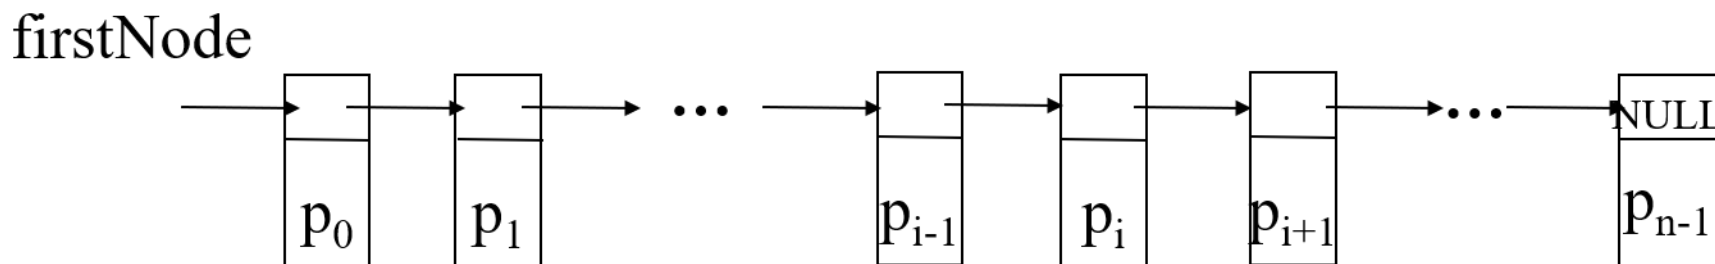 firstNode
... ... NULL
p₀ p₁ pᵢ₋₁ pᵢ pᵢ₊₁ pₙ₋₁